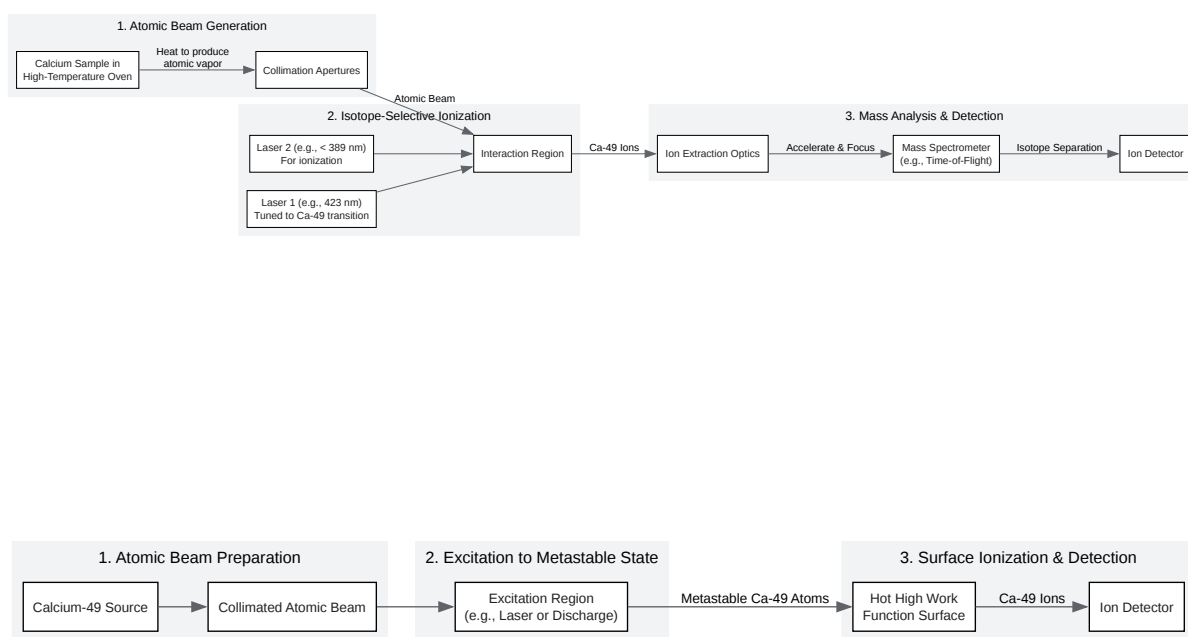 1. Atomic Beam Generation
Calcium Sample in
High-Temperature Oven
Heat to produce
atomic vapor
Collimation Apertures
Atomic Beam
2. Isotope-Selective Ionization
Laser 2 (e.g., < 389 nm)
For ionization
Laser 1 (e.g., 423 nm)
Tuned to Ca-49 transition
Interaction Region
Ca-49 Ions
3. Mass Analysis & Detection
Ion Extraction Optics
Accelerate & Focus
Mass Spectrometer
(e.g., Time-of-Flight)
Isotope Separation
Ion Detector
1. Atomic Beam Preparation
Calcium-49 Source
Collimated Atomic Beam
2. Excitation to Metastable State
Excitation Region
(e.g., Laser or Discharge)
Metastable Ca-49 Atoms
3. Surface Ionization & Detection
Hot High Work
Function Surface
Ca-49 Ions
Ion Detector